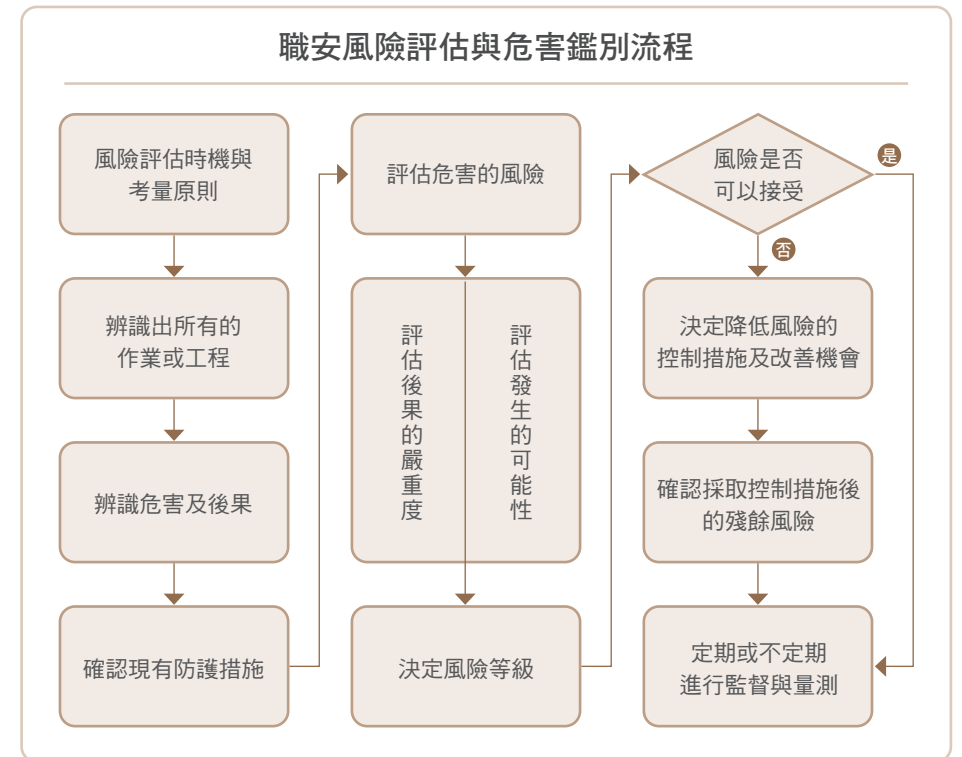 職安風險評估與危害鑑別流程
風險評估時機與
考量原則
辨識出所有的
作業或工程
辨識危害及後果
確認現有防護措施
評估危害的風險
評估後果的嚴重度
評估發生的可能性
決定風險等級
風險是否
可以接受
是
否
決定降低風險的
控制措施及改善機會
確認採取控制措施後
的殘餘風險
定期或不定期
進行監督與量測